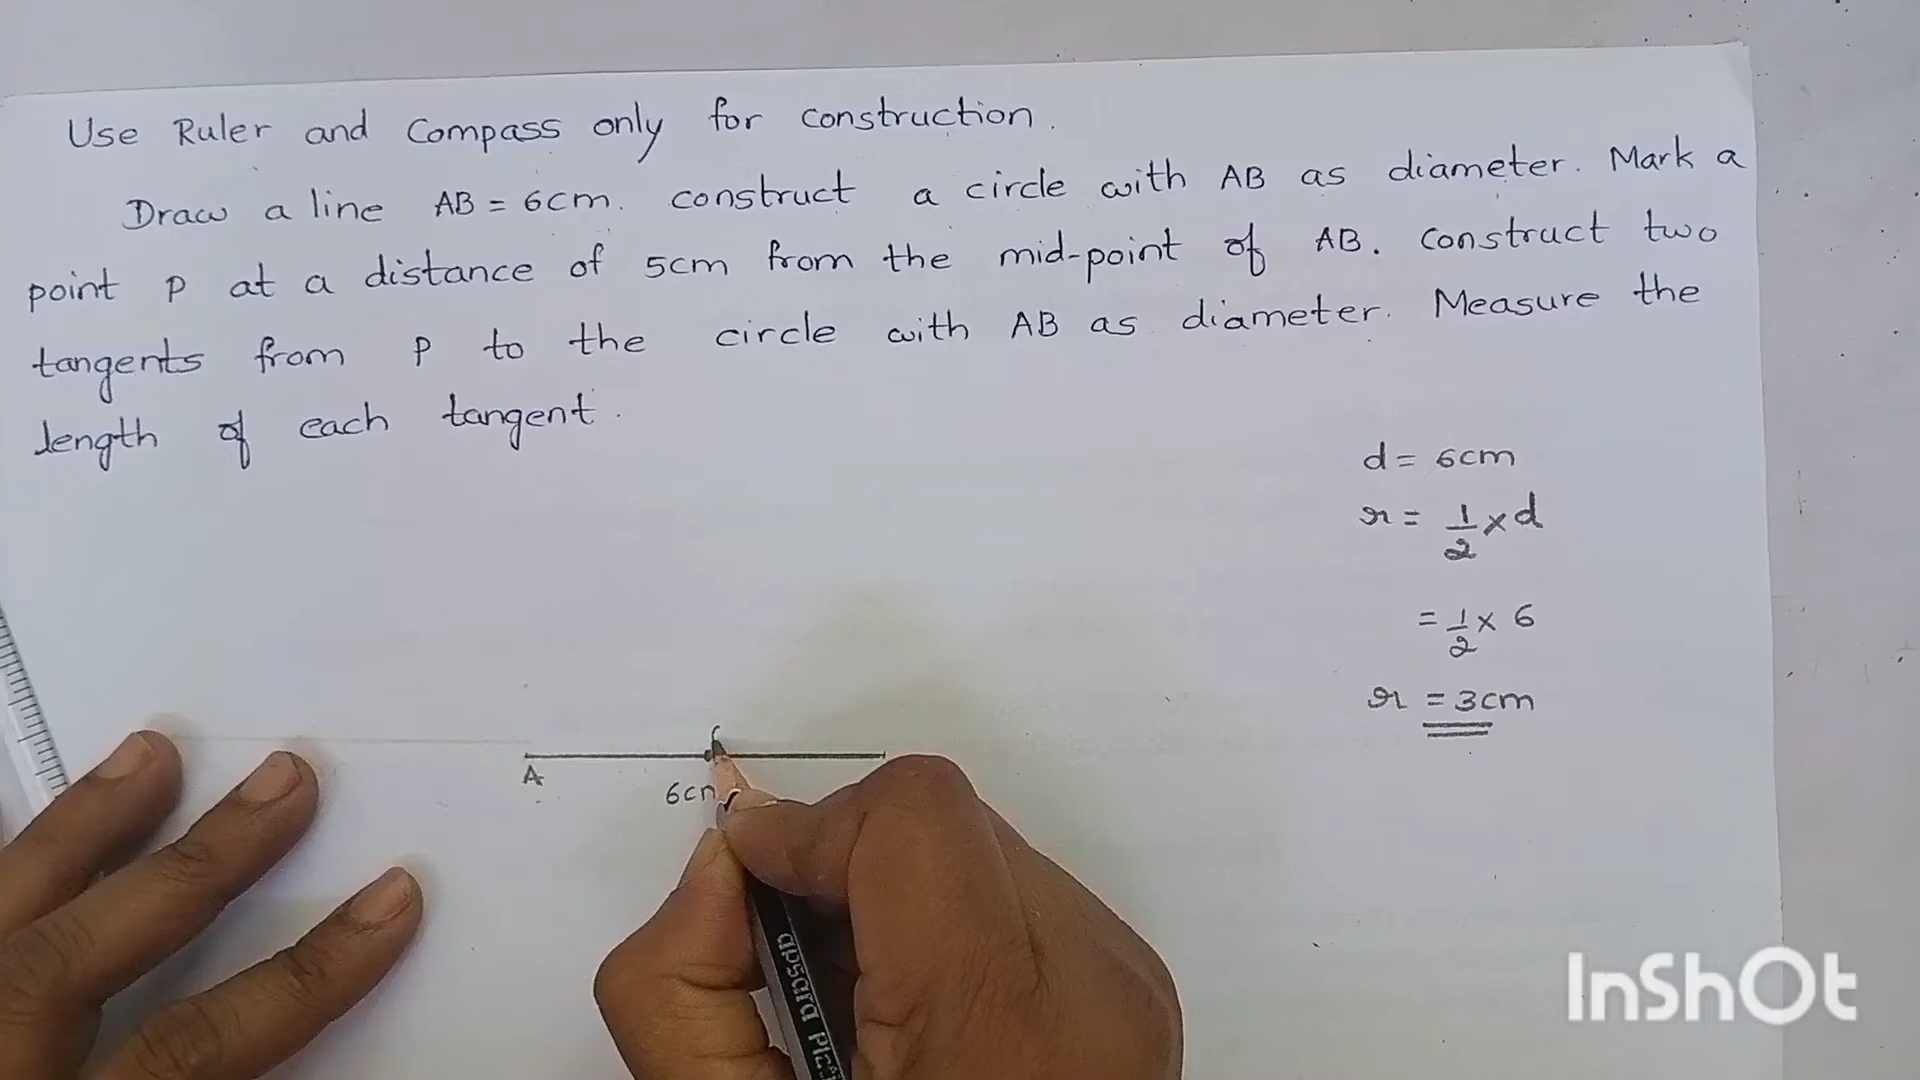 Use Ruler and Compass only for construction.
Draw a line AB = 6cm. construct a circle with AB as diameter. Mark a
point P at a distance of 5cm from the mid-point of AB. Construct two
tangents from P to the circle with AB as diameter. Measure the
length of each tangent.
d = 6cm
r = 1/2 × d
= 1/2 × 6
r = 3cm
A
6cm
DOMS
InShOt